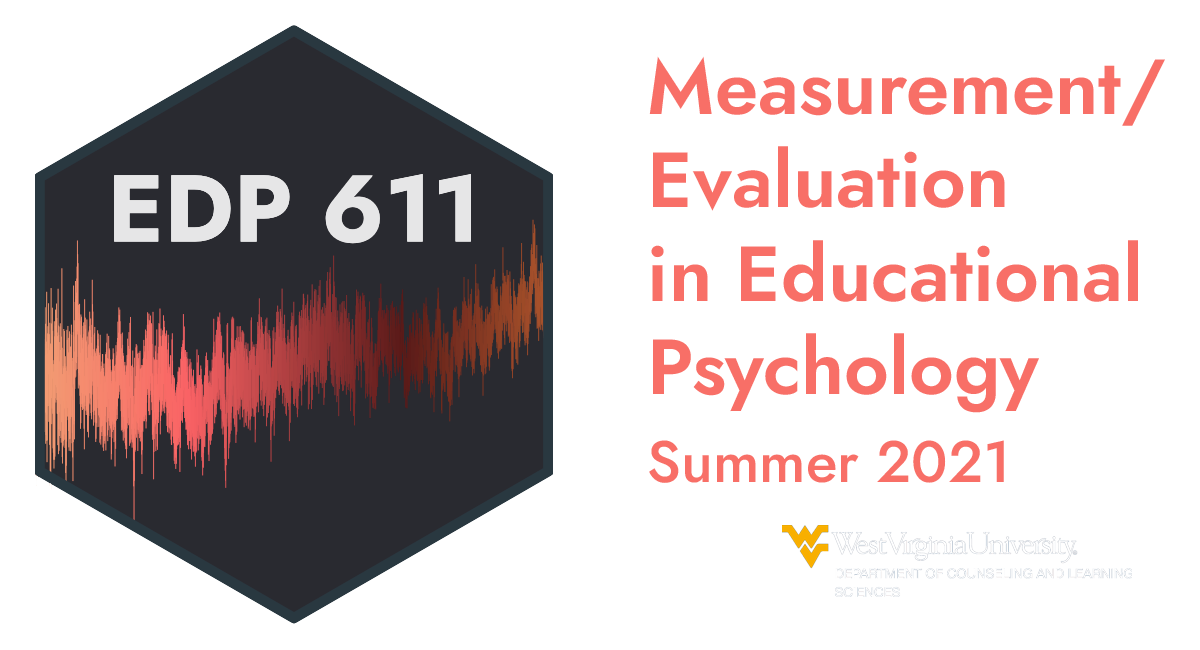 EDP 611
Measurement/
Evaluation
in Educational
Psychology
Summer 2021
WestVirginiaUniversity.
DEPARTMENT OF COUNSELING AND LEARNING
SCIENCES